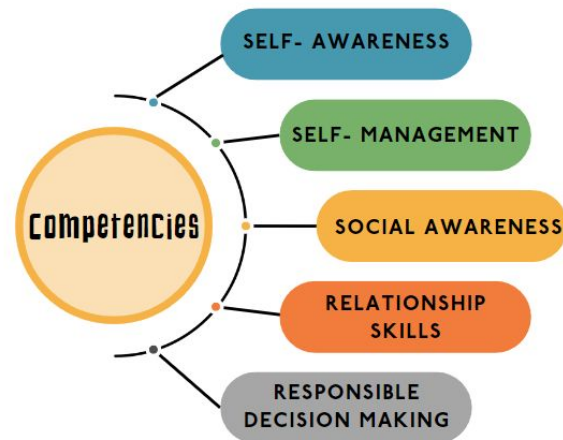 SELF- AWARENESS
SELF- MANAGEMENT
Competencies
SOCIAL AWARENESS
RELATIONSHIP
SKILLS
RESPONSIBLE
DECISION MAKING